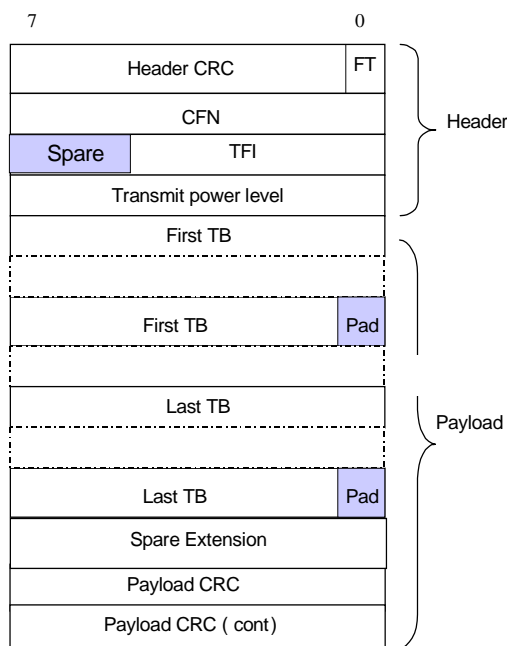 7 0
Header CRC FT
CFN
Header
Spare TFI
Transmit power level
First TB
First TB Pad
Last TB
Payload
Last TB Pad
Spare Extension
Payload CRC
Payload CRC ( cont)